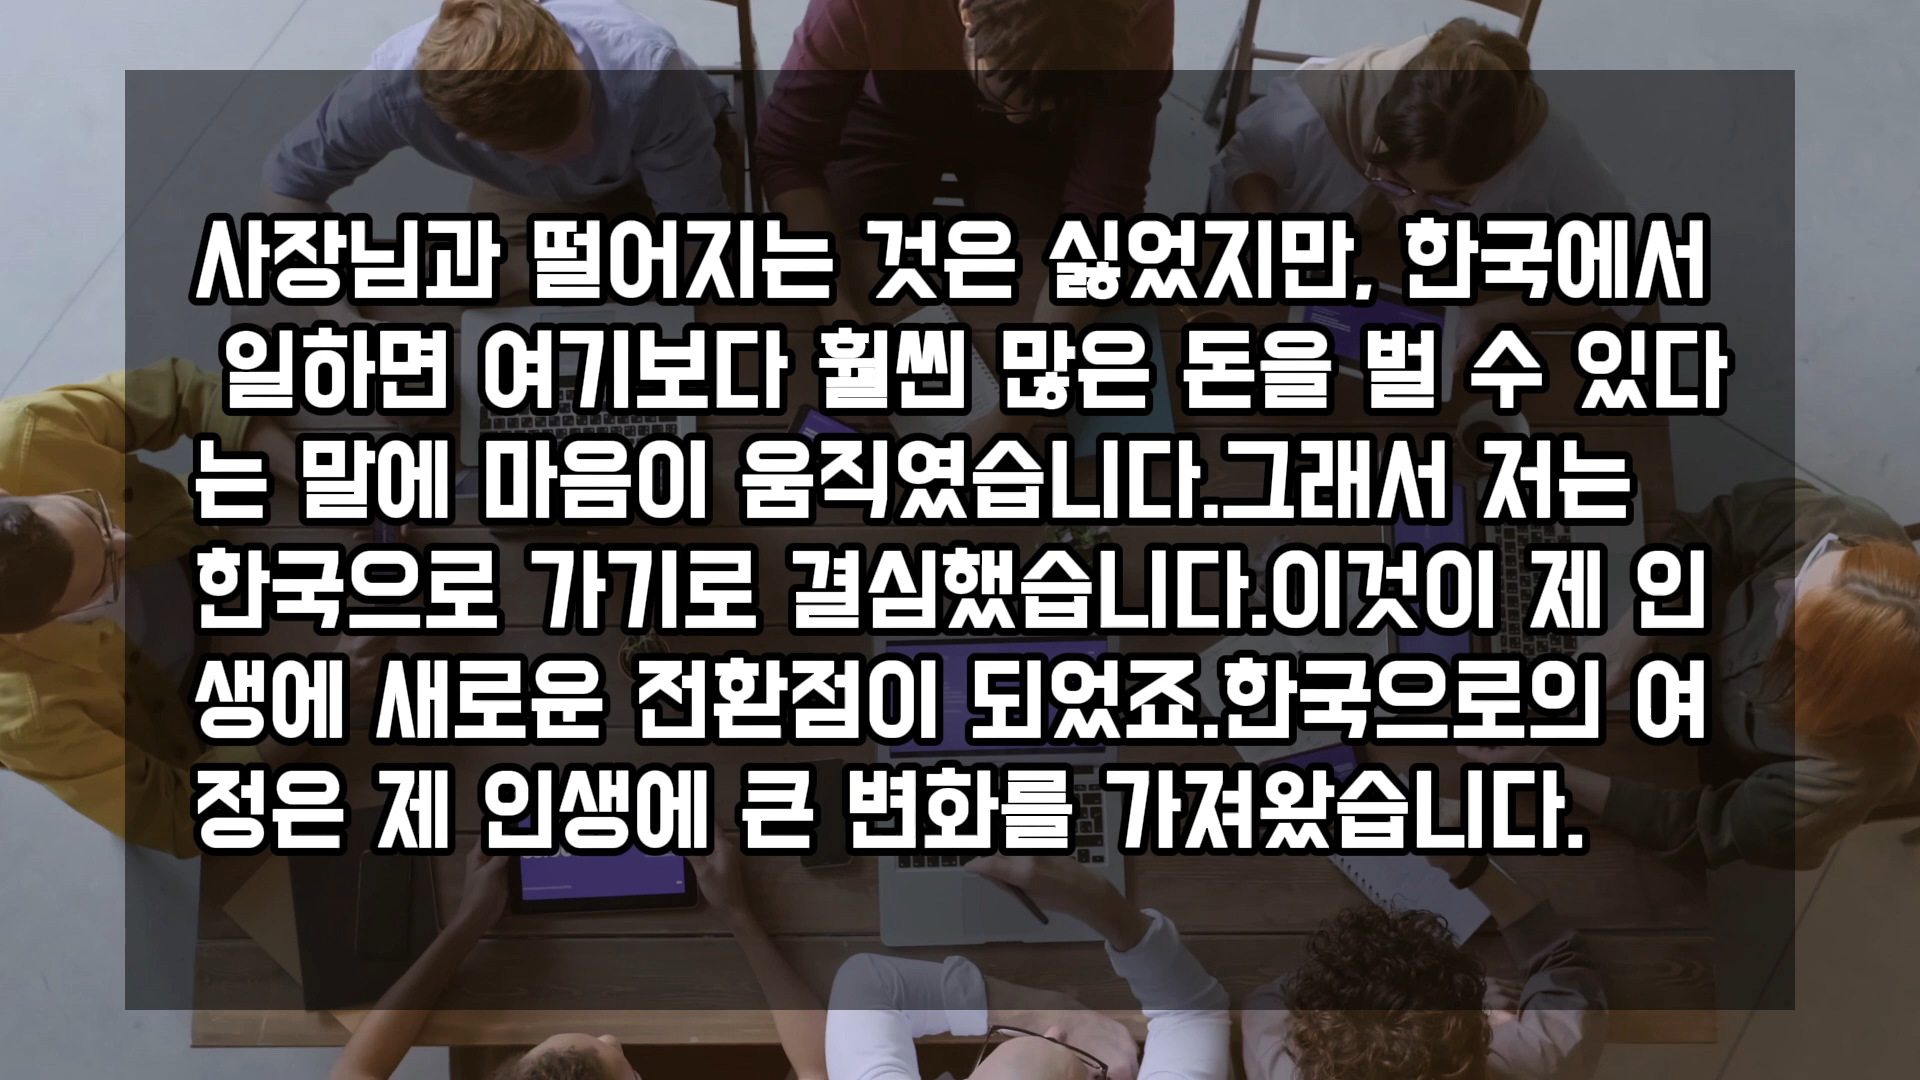 사장님과 떨어지는 것은 싫었지만, 한국에서
일하면 여기보다 훨씬 많은 돈을 벌 수 있다
는 말에 마음이 움직였습니다.그래서 저는
한국으로 가기로 결심했습니다.이것이 제 인
생에 새로운 전환점이 되었죠.한국으로의 여
정은 제 인생에 큰 변화를 가져왔습니다.